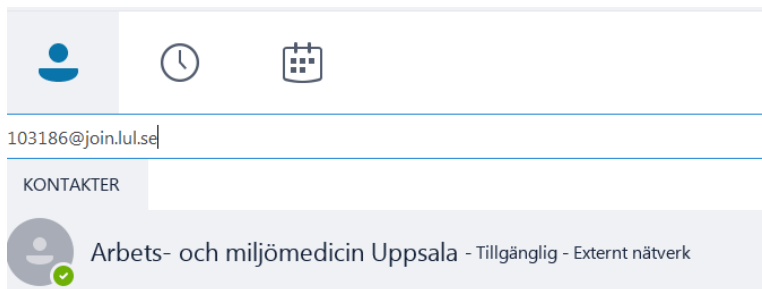 103186@join.lul.se
KONTAKTER
Arbets- och miljömedicin Uppsala - Tillgänglig - Externt nätverk